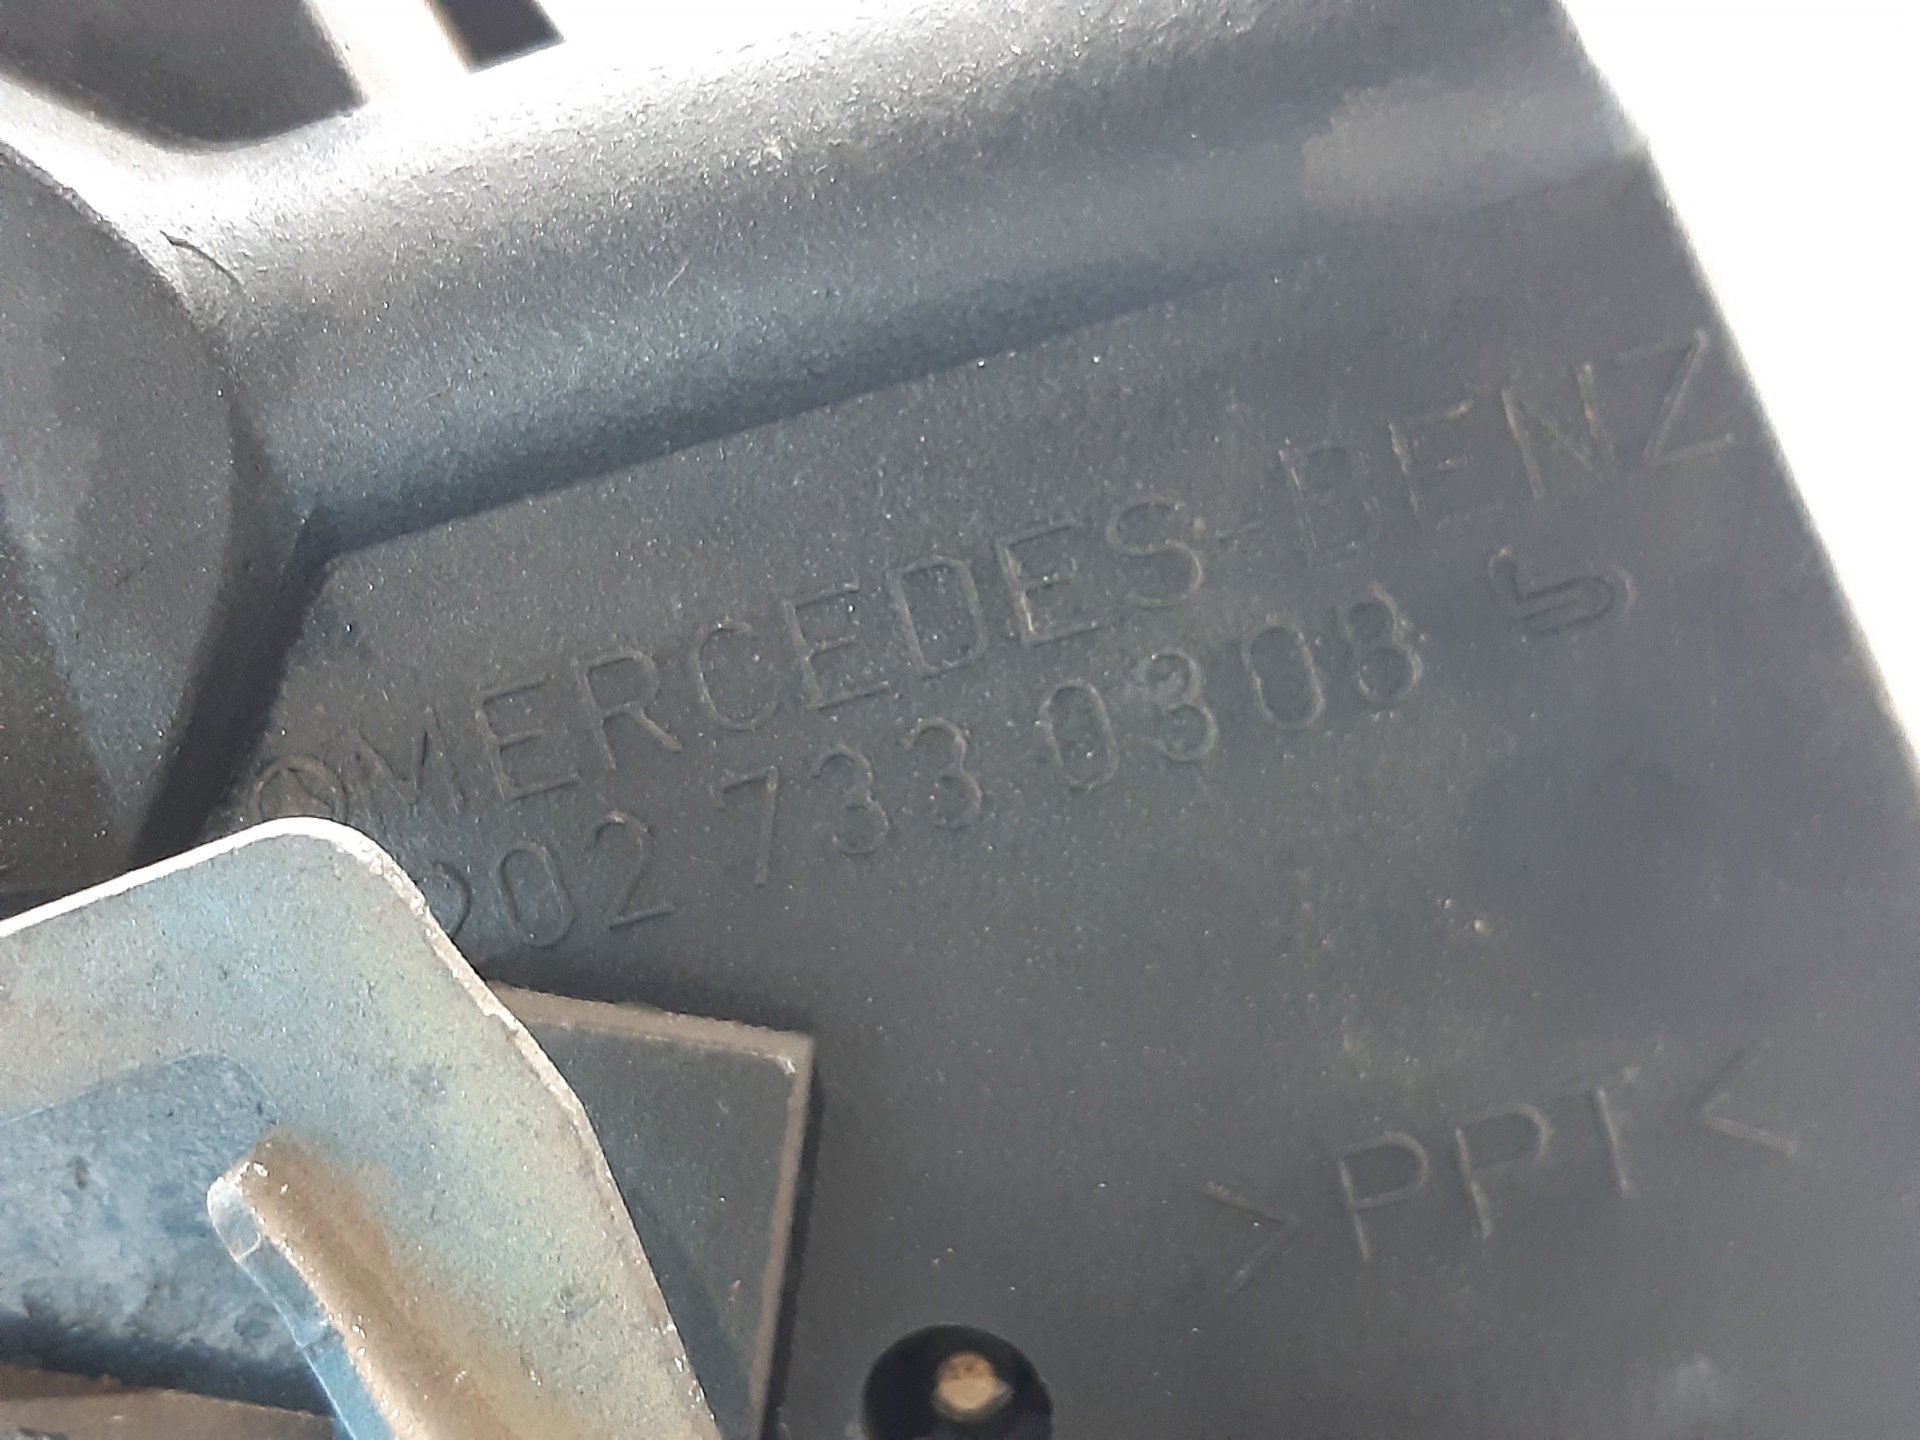 MERCEDES-BENZ
202 733 0308
>PPT<